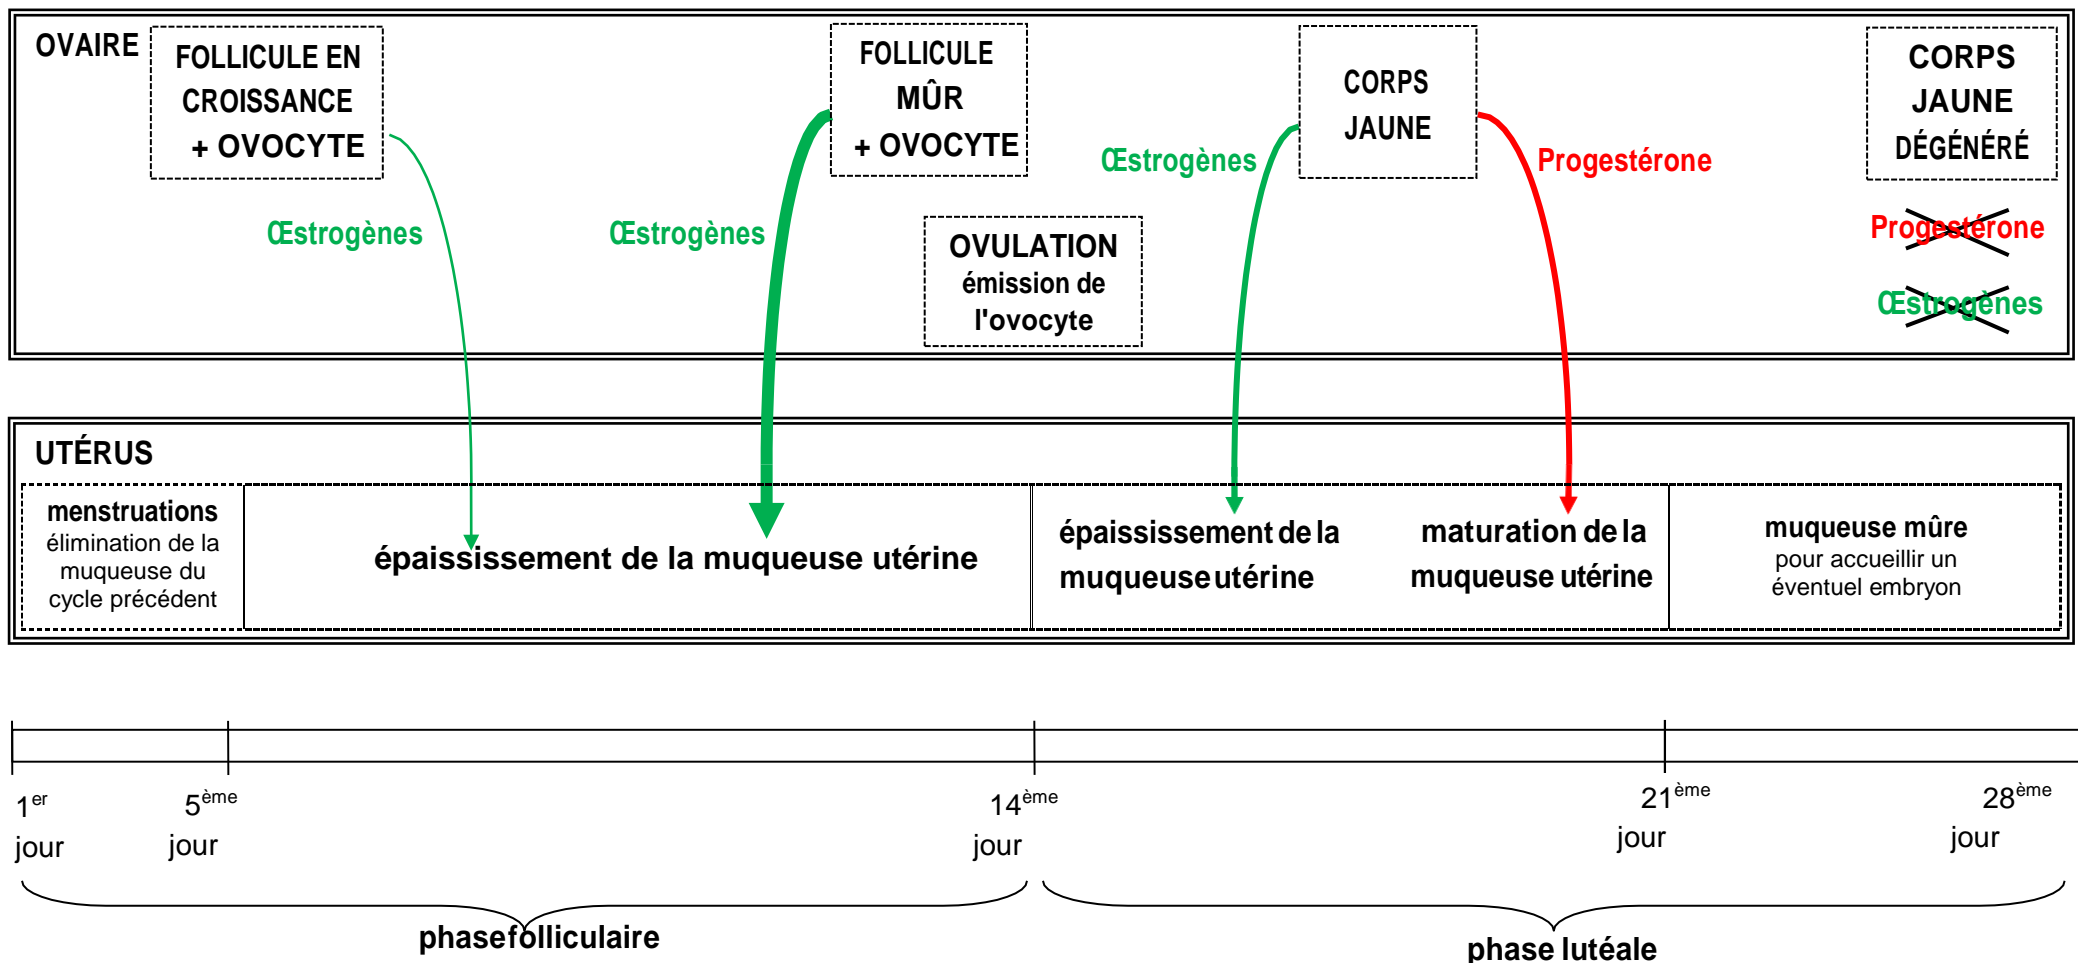 OVAIRE
FOLLICULE EN
CROISSANCE
+ OVOCYTE
FOLLICULE
MÛR
+ OVOCYTE
CORPS
JAUNE
CORPS
JAUNE
DÉGÉNÉRÉ
Œstrogènes
Œstrogènes
Œstrogènes
Progestérone
Progestérone
Œstrogènes
OVULATION
émission de
l'ovocyte
UTÉRUS
menstruations
élimination de la
muqueuse du
cycle précédent
épaississement de la muqueuse utérine
épaississement de la
muqueuse utérine
maturation de la
muqueuse utérine
muqueuse mûre
pour accueillir un
éventuel embryon
1er
jour
5ème
jour
14ème
jour
21ème
jour
28ème
jour
phase folliculaire
phase lutéale